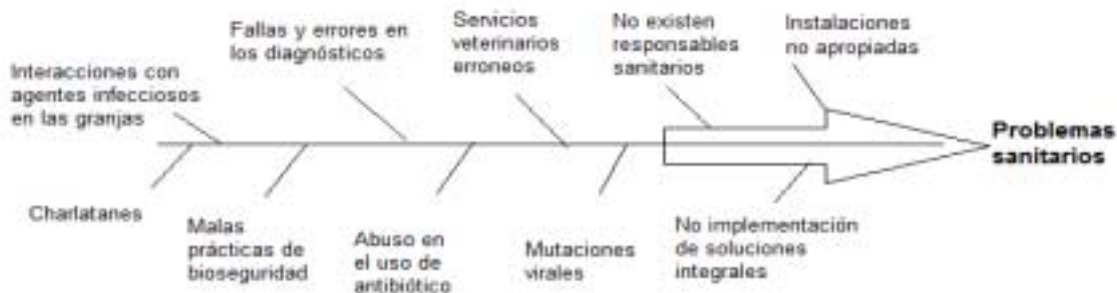 Interacciones con
agentes infecciosos
en las granjas
Fallas y errores en
los diagnósticos
Servicios
veterinarios
erroneos
No existen
responsables
sanitarios
Instalaciones
no apropiadas
Problemas
sanitarios
Charlatanes
Malas
prácticas de
bioseguridad
Abuso en
el uso de
antibiótico
Mutaciones
virales
No implementación
de soluciones
integrales